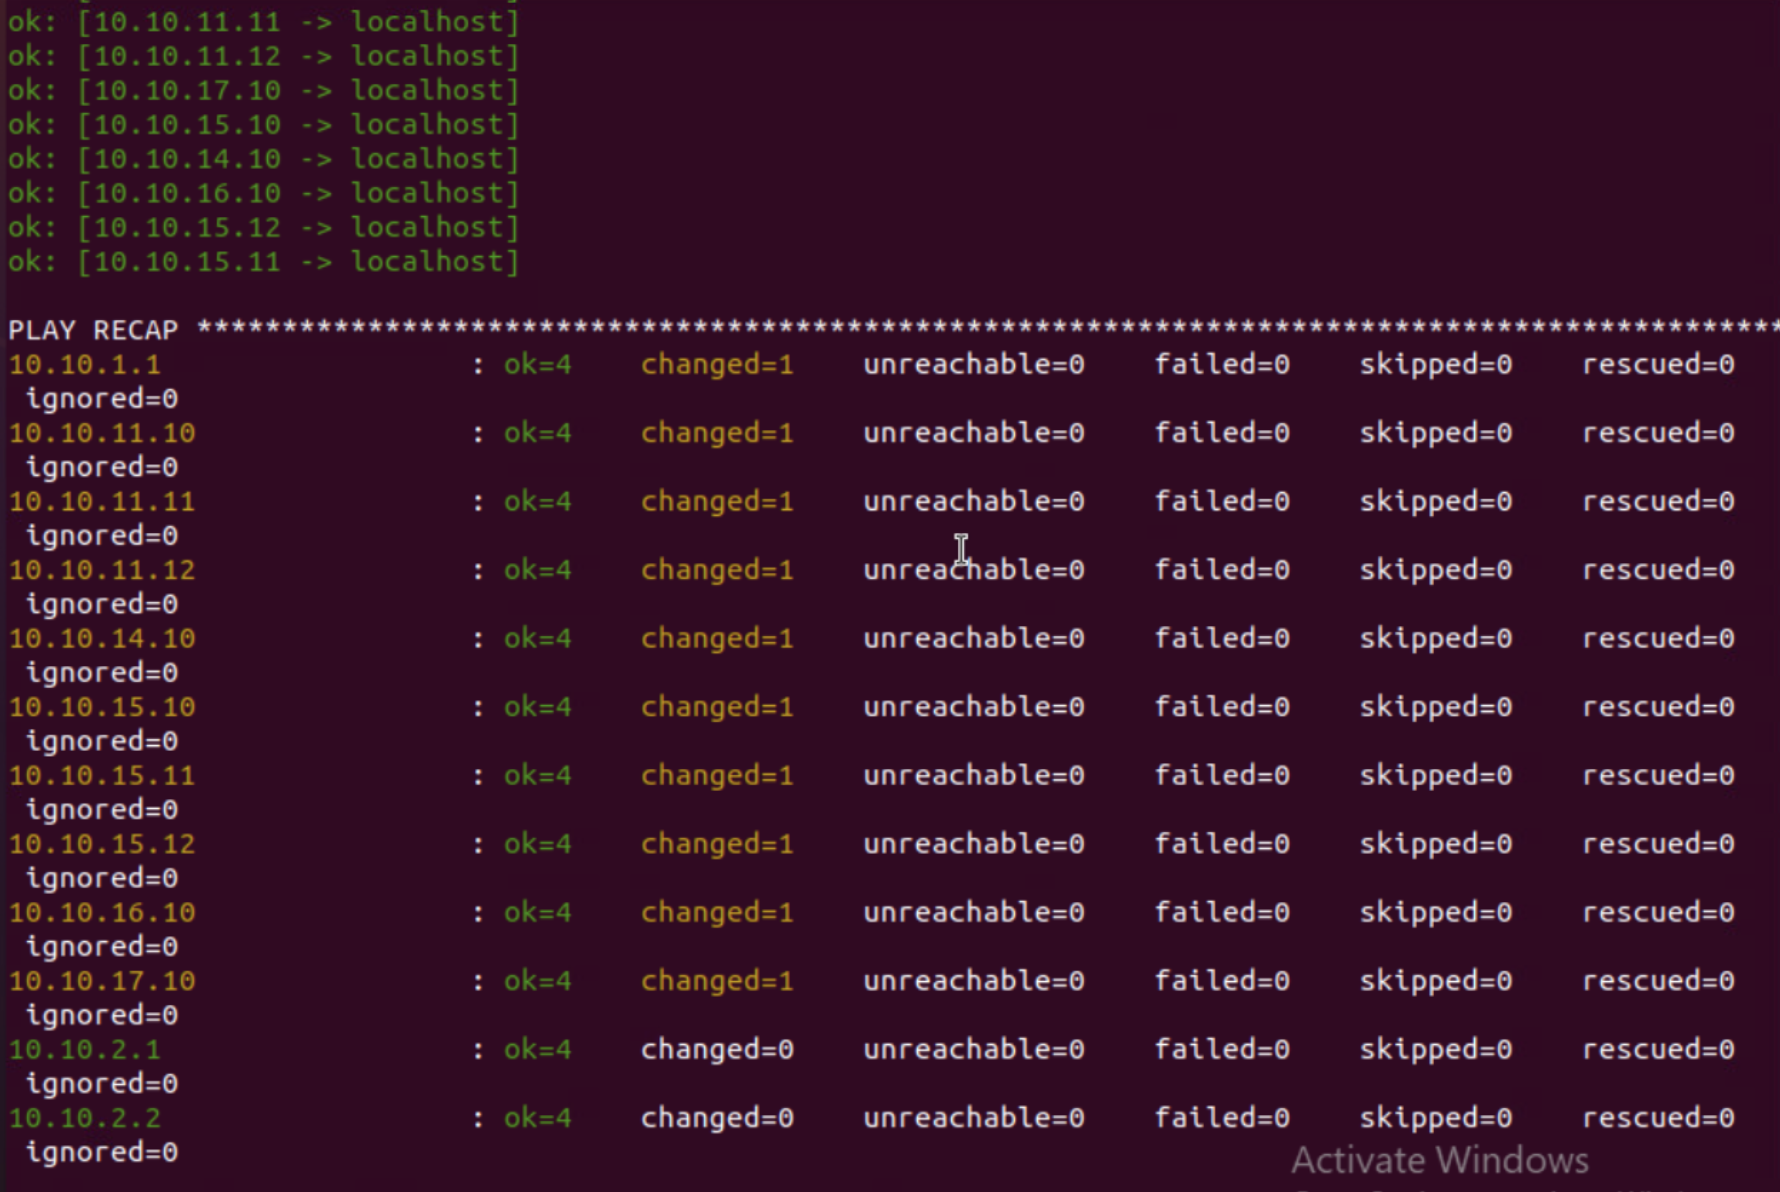 ok: [10.10.11.11 -> localhost]
ok: [10.10.11.12 -> localhost]
ok: [10.10.17.10 -> localhost]
ok: [10.10.15.10 -> localhost]
ok: [10.10.14.10 -> localhost]
ok: [10.10.16.10 -> localhost]
ok: [10.10.15.12 -> localhost]
ok: [10.10.15.11 -> localhost]
PLAY RECAP ********************************************************************************************
10.10.1.1 : ok=4 changed=1 unreachable=0 failed=0 skipped=0 rescued=0
ignored=0
10.10.11.10 : ok=4 changed=1 unreachable=0 failed=0 skipped=0 rescued=0
ignored=0
10.10.11.11 : ok=4 changed=1 unreachable=0 failed=0 skipped=0 rescued=0
ignored=0
10.10.11.12 : ok=4 changed=1 unreachable=0 failed=0 skipped=0 rescued=0
ignored=0
10.10.14.10 : ok=4 changed=1 unreachable=0 failed=0 skipped=0 rescued=0
ignored=0
10.10.15.10 : ok=4 changed=1 unreachable=0 failed=0 skipped=0 rescued=0
ignored=0
10.10.15.11 : ok=4 changed=1 unreachable=0 failed=0 skipped=0 rescued=0
ignored=0
10.10.15.12 : ok=4 changed=1 unreachable=0 failed=0 skipped=0 rescued=0
ignored=0
10.10.16.10 : ok=4 changed=1 unreachable=0 failed=0 skipped=0 rescued=0
ignored=0
10.10.17.10 : ok=4 changed=1 unreachable=0 failed=0 skipped=0 rescued=0
ignored=0
10.10.2.1 : ok=4 changed=0 unreachable=0 failed=0 skipped=0 rescued=0
ignored=0
10.10.2.2 : ok=4 changed=0 unreachable=0 failed=0 skipped=0 rescued=0
ignored=0
Activate Windows